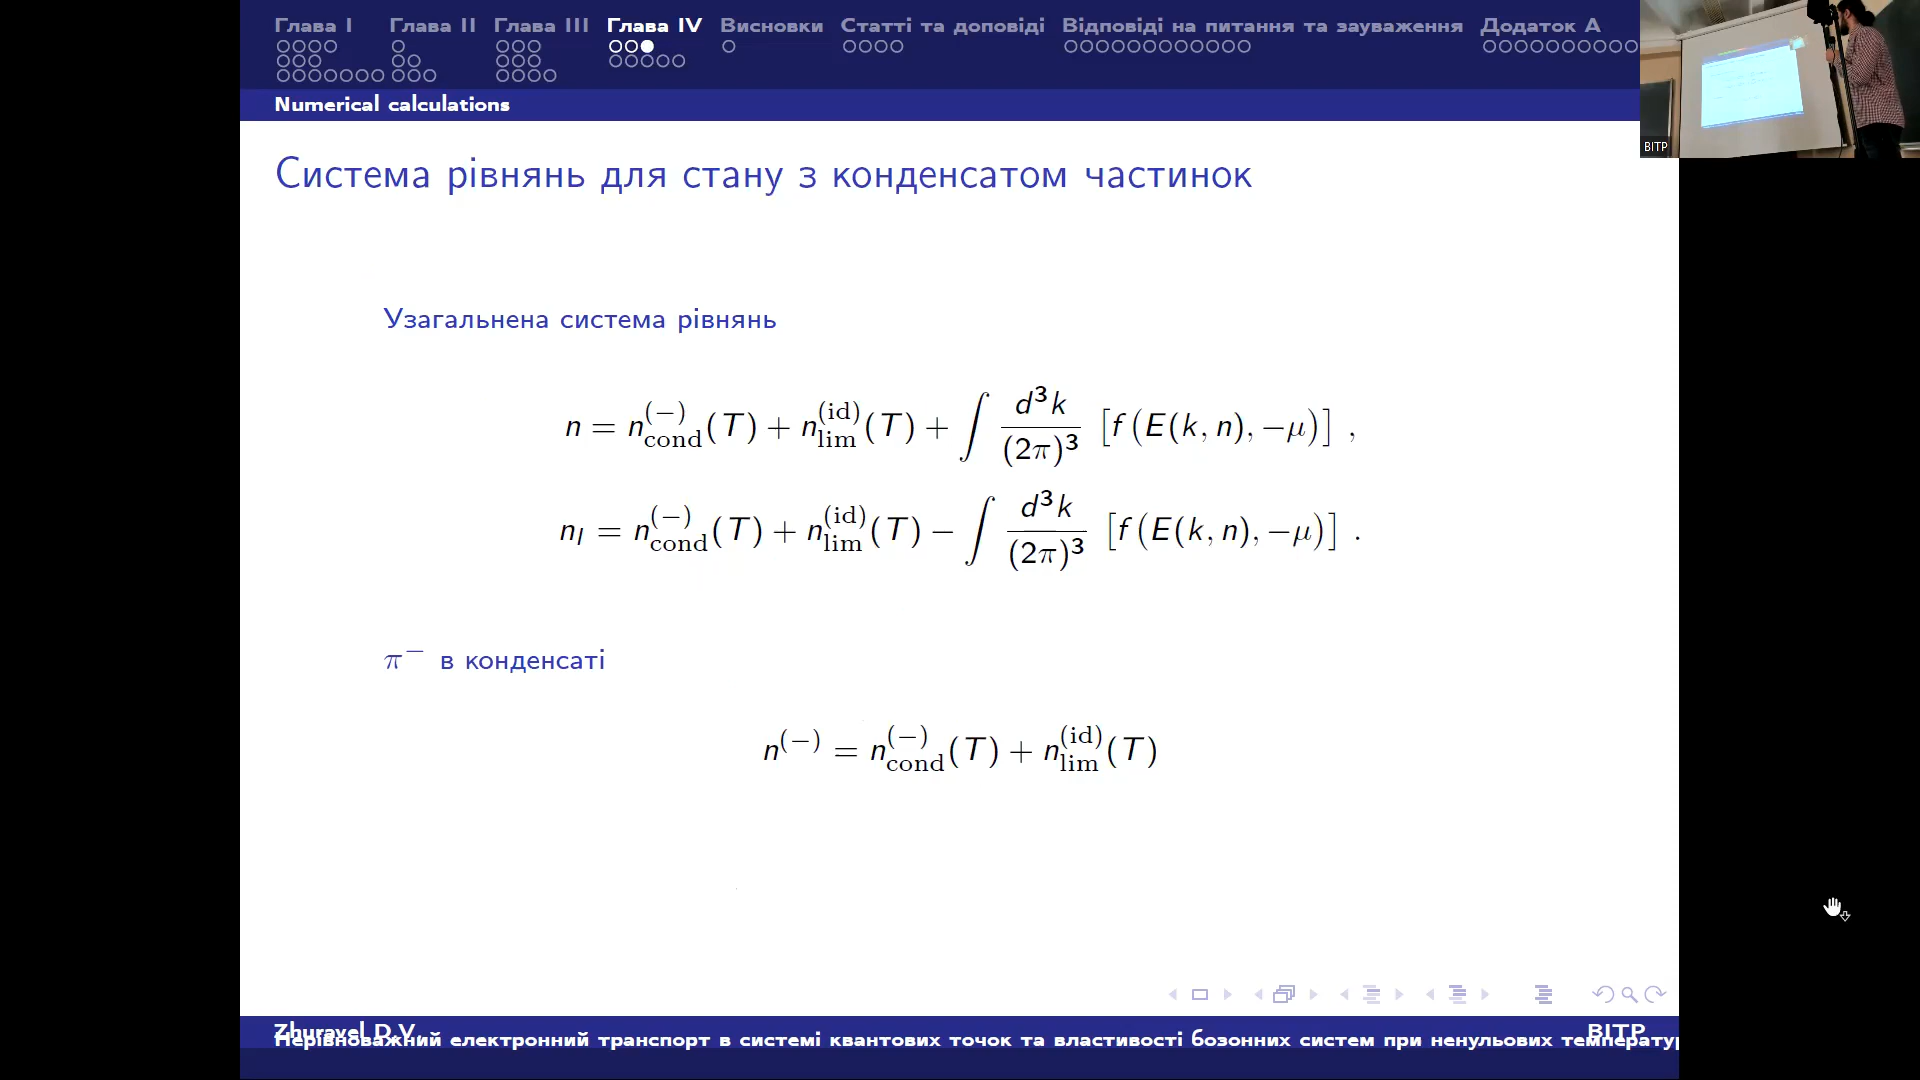 Глава I Глава II Глава III Глава IV Висновки Статті та доповіді Відповіді на питання та зауваження Додаток A
Numerical calculations
BITP
Система рівнянь для стану з конденсатом частинок
Узагальнена система рівнянь
n = n_cond^(−)(T) + n_lim^(id)(T) + ∫ d³k/(2π)³ [f(E(k, n), −μ)] ,
n_I = n_cond^(−)(T) + n_lim^(id)(T) − ∫ d³k/(2π)³ [f(E(k, n), −μ)] .
π⁻ в конденсаті
n^(−) = n_cond^(−)(T) + n_lim^(id)(T)
Zhuravel D.V. BITP
Нерівноважний електронний транспорт в системі квантових точок та властивості бозонних систем при ненульових температур